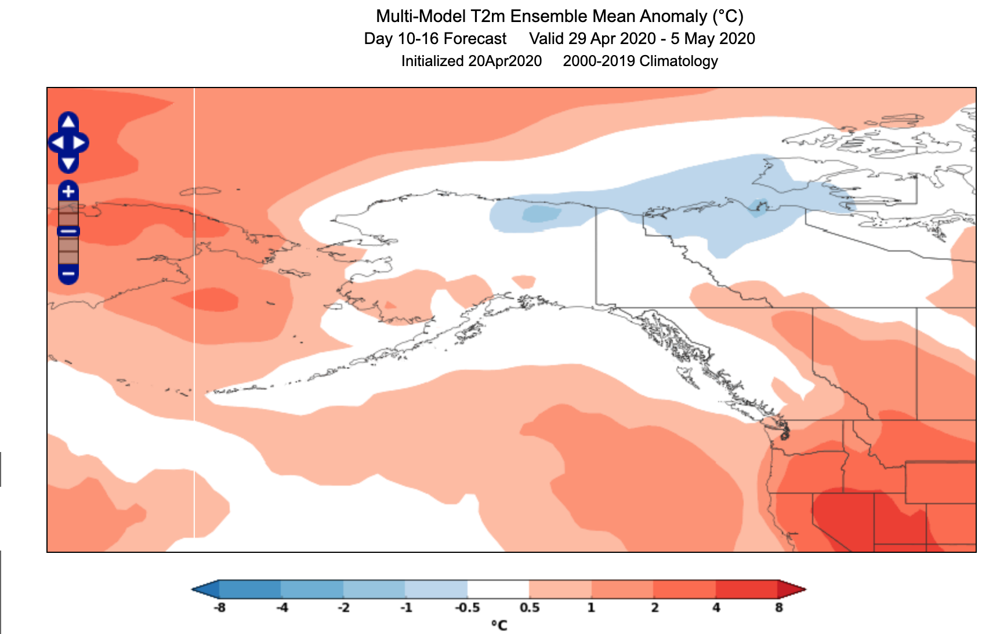 Multi-Model T2m Ensemble Mean Anomaly (°C)
Day 10-16 Forecast Valid 29 Apr 2020 - 5 May 2020
Initialized 20Apr2020 2000-2019 Climatology
+
-8 -4 -2 -1 -0.5 0.5 1 2 4 8
°C